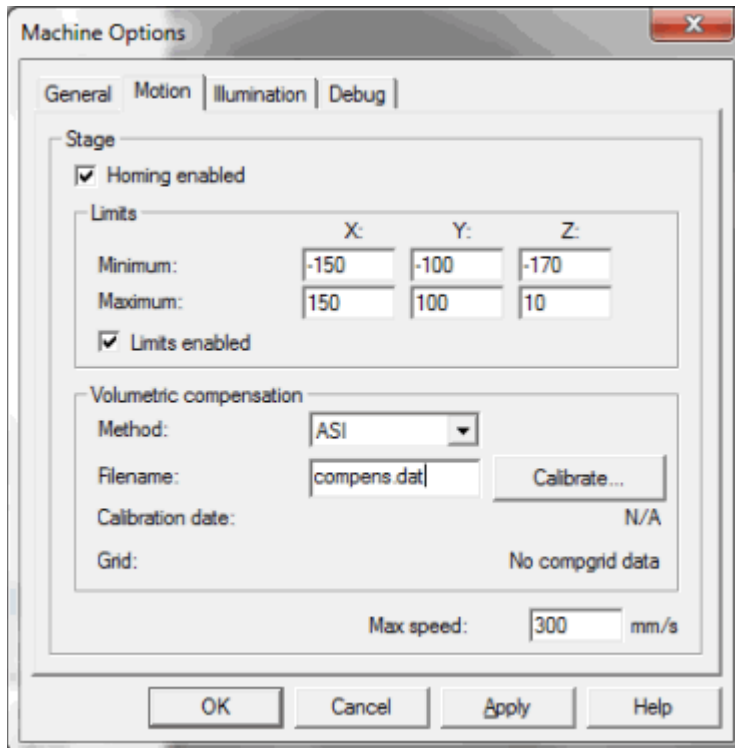 Machine Options
General Motion Illumination Debug
Stage
Homing enabled
Limits
X: Y: Z:
Minimum: -150 -100 -170
Maximum: 150 100 10
Limits enabled
Volumetric compensation
Method: ASI
Filename: compens.dat Calibrate...
Calibration date: N/A
Grid: No compgrid data
Max speed: 300 mm/s
OK Cancel Apply Help